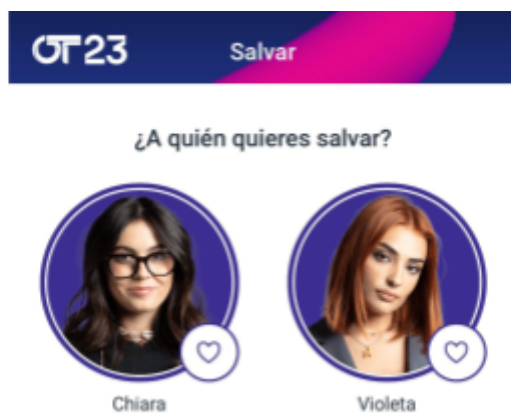 OT23
Salvar
¿A quién quieres salvar?
Chiara
Violeta